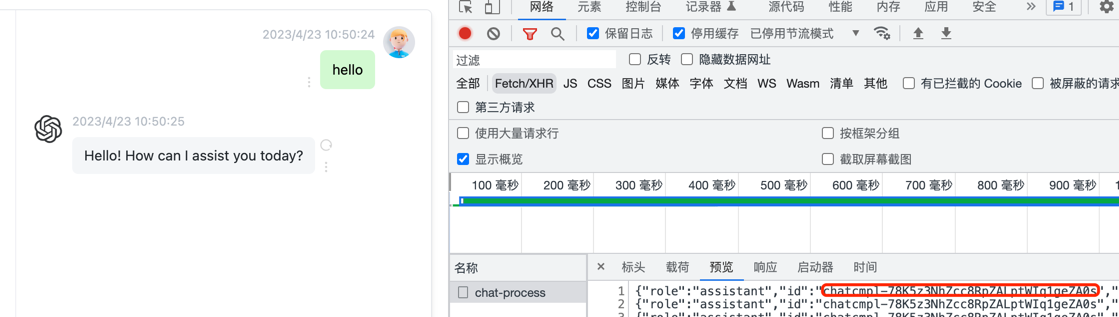 2023/4/23 10:50:24
hello
2023/4/23 10:50:25
Hello! How can I assist you today?
网络 元素 控制台 记录器 源代码 性能 内存 应用 安全 1
保留日志 停用缓存 已停用节流模式
过滤 反转 隐藏数据网址
全部 Fetch/XHR JS CSS 图片 媒体 字体 文档 WS Wasm 清单 其他 有已拦截的 Cookie 被屏蔽的请求
第三方请求
使用大量请求行 按框架分组
显示概览 截取屏幕截图
100 毫秒 200 毫秒 300 毫秒 400 毫秒 500 毫秒 600 毫秒 700 毫秒 800 毫秒 900 毫秒
名称 × 标头 载荷 预览 响应 启动器 时间
chat-process
1 {"role":"assistant","id":"chatcmpl-78K5z3NhZcc8RpZALptWIq1geZA0s","
2 {"role":"assistant","id":"chatcmpl-78K5z3NhZcc8RpZALptWIq1geZA0s","